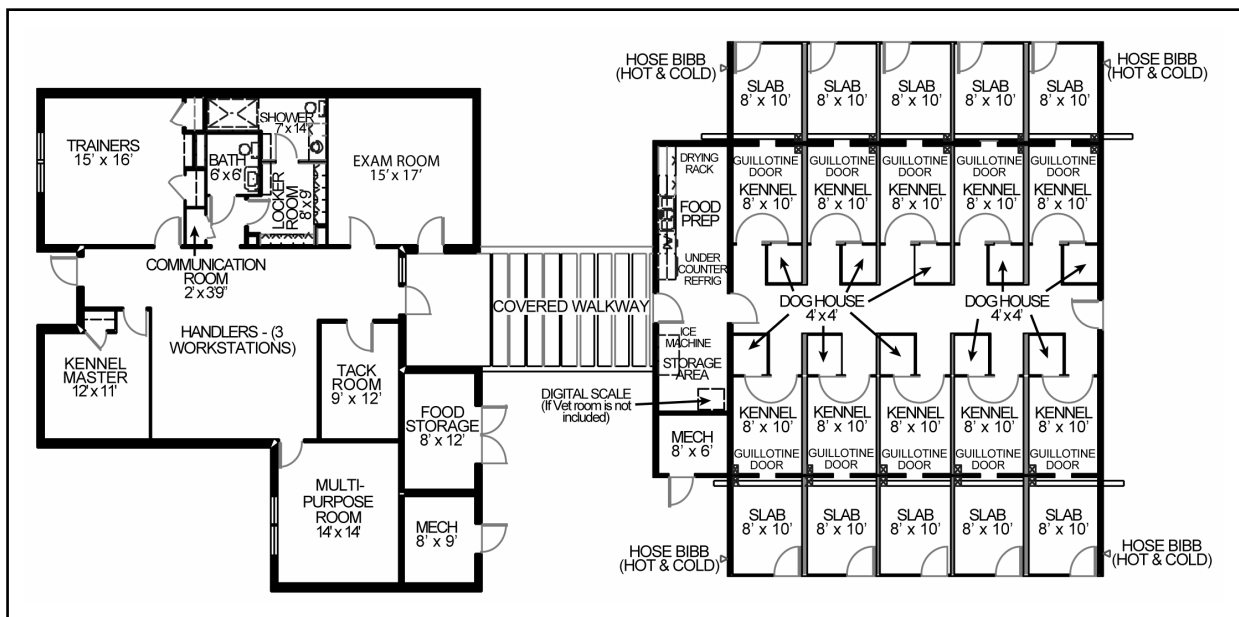 HOSE BIBB
(HOT & COLD)
SLAB
8' x 10'
SLAB
8' x 10'
SLAB
8' x 10'
SLAB
8' x 10'
SLAB
8' x 10'
HOSE BIBB
(HOT & COLD)
TRAINERS
15' x 16'
SHOWER
7' x 14'
BATH
6' x 6'
LOCKER
ROOM
8' x 9'
EXAM ROOM
15' x 17'
DRYING
RACK
FOOD
PREP
UNDER
COUNTER
REFRIG
GUILLOTINE
DOOR
KENNEL
8' x 10'
GUILLOTINE
DOOR
KENNEL
8' x 10'
GUILLOTINE
DOOR
KENNEL
8' x 10'
GUILLOTINE
DOOR
KENNEL
8' x 10'
GUILLOTINE
DOOR
KENNEL
8' x 10'
COMMUNICATION
ROOM
2' x 3'9"
COVERED WALKWAY
DOG HOUSE
4' x 4'
DOG HOUSE
4' x 4'
HANDLERS - (3
WORKSTATIONS)
KENNEL
MASTER
12' x 11'
TACK
ROOM
9' x 12'
ICE
MACHINE
STORAGE
AREA
DIGITAL SCALE
(If Vet room is not
included)
FOOD
STORAGE
8' x 12'
MECH
8' x 6'
KENNEL
8' x 10'
GUILLOTINE
DOOR
KENNEL
8' x 10'
GUILLOTINE
DOOR
KENNEL
8' x 10'
GUILLOTINE
DOOR
KENNEL
8' x 10'
GUILLOTINE
DOOR
KENNEL
8' x 10'
GUILLOTINE
DOOR
MULTI-
PURPOSE
ROOM
14' x 14'
MECH
8' x 9'
HOSE BIBB
(HOT & COLD)
SLAB
8' x 10'
SLAB
8' x 10'
SLAB
8' x 10'
SLAB
8' x 10'
SLAB
8' x 10'
HOSE BIBB
(HOT & COLD)